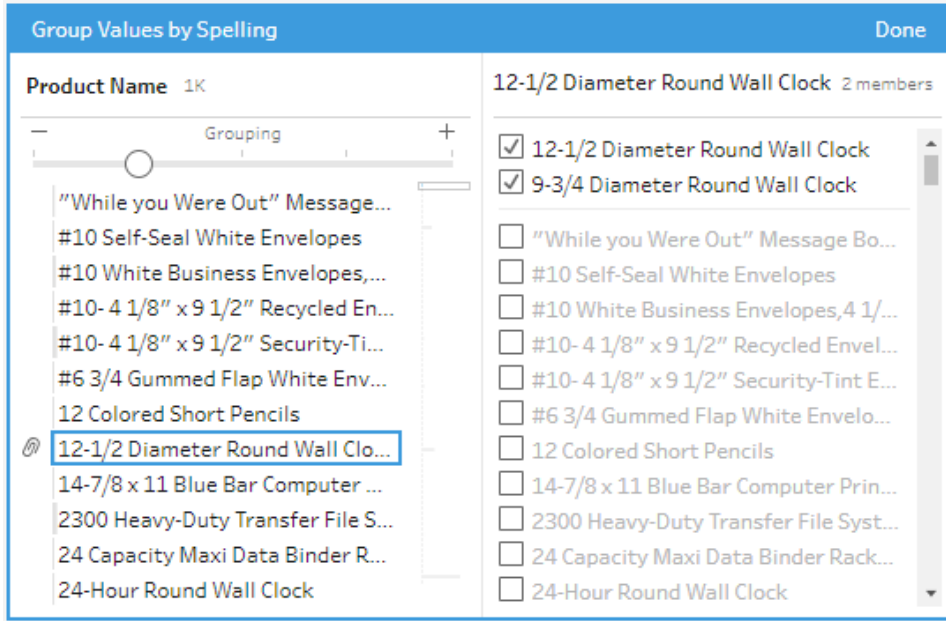 Group Values by Spelling
Done
Product Name 1K
Grouping
"While you Were Out" Message...
#10 Self-Seal White Envelopes
#10 White Business Envelopes,...
#10- 4 1/8" x 9 1/2" Recycled En...
#10- 4 1/8" x 9 1/2" Security-Ti...
#6 3/4 Gummed Flap White Env...
12 Colored Short Pencils
12-1/2 Diameter Round Wall Clo...
14-7/8 x 11 Blue Bar Computer ...
2300 Heavy-Duty Transfer File S...
24 Capacity Maxi Data Binder R...
24-Hour Round Wall Clock
12-1/2 Diameter Round Wall Clock 2 members
12-1/2 Diameter Round Wall Clock
9-3/4 Diameter Round Wall Clock
"While you Were Out" Message Bo...
#10 Self-Seal White Envelopes
#10 White Business Envelopes,4 1/...
#10- 4 1/8" x 9 1/2" Recycled Envel...
#10- 4 1/8" x 9 1/2" Security-Tint E...
#6 3/4 Gummed Flap White Envelo...
12 Colored Short Pencils
14-7/8 x 11 Blue Bar Computer Prin...
2300 Heavy-Duty Transfer File Syst...
24 Capacity Maxi Data Binder Rack...
24-Hour Round Wall Clock